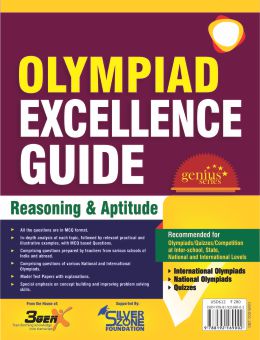 OLYMPIAD
EXCELLENCE
GUIDE
genius
series
Reasoning & Aptitude
All the questions are in MCQ format.
In depth analysis of each topic, followed by relevant practical and
illustrative examples, with MCQ based Questions.
Comprising questions prepared by teachers from various schools of
India and abroad.
Comprising questions of various National and International
Olympiads.
Model Test Papers with explanations.
Special emphasis on concept building and improving problem solving
skills.
Recommended for
Olympiads/Quizzes/Competition
at Inter-school, State,
National and International Levels
International Olympiads
National Olympiads
Quizzes
From the House of:
3GEN
Supported By:
SILVER
ZONE
FOUNDATION